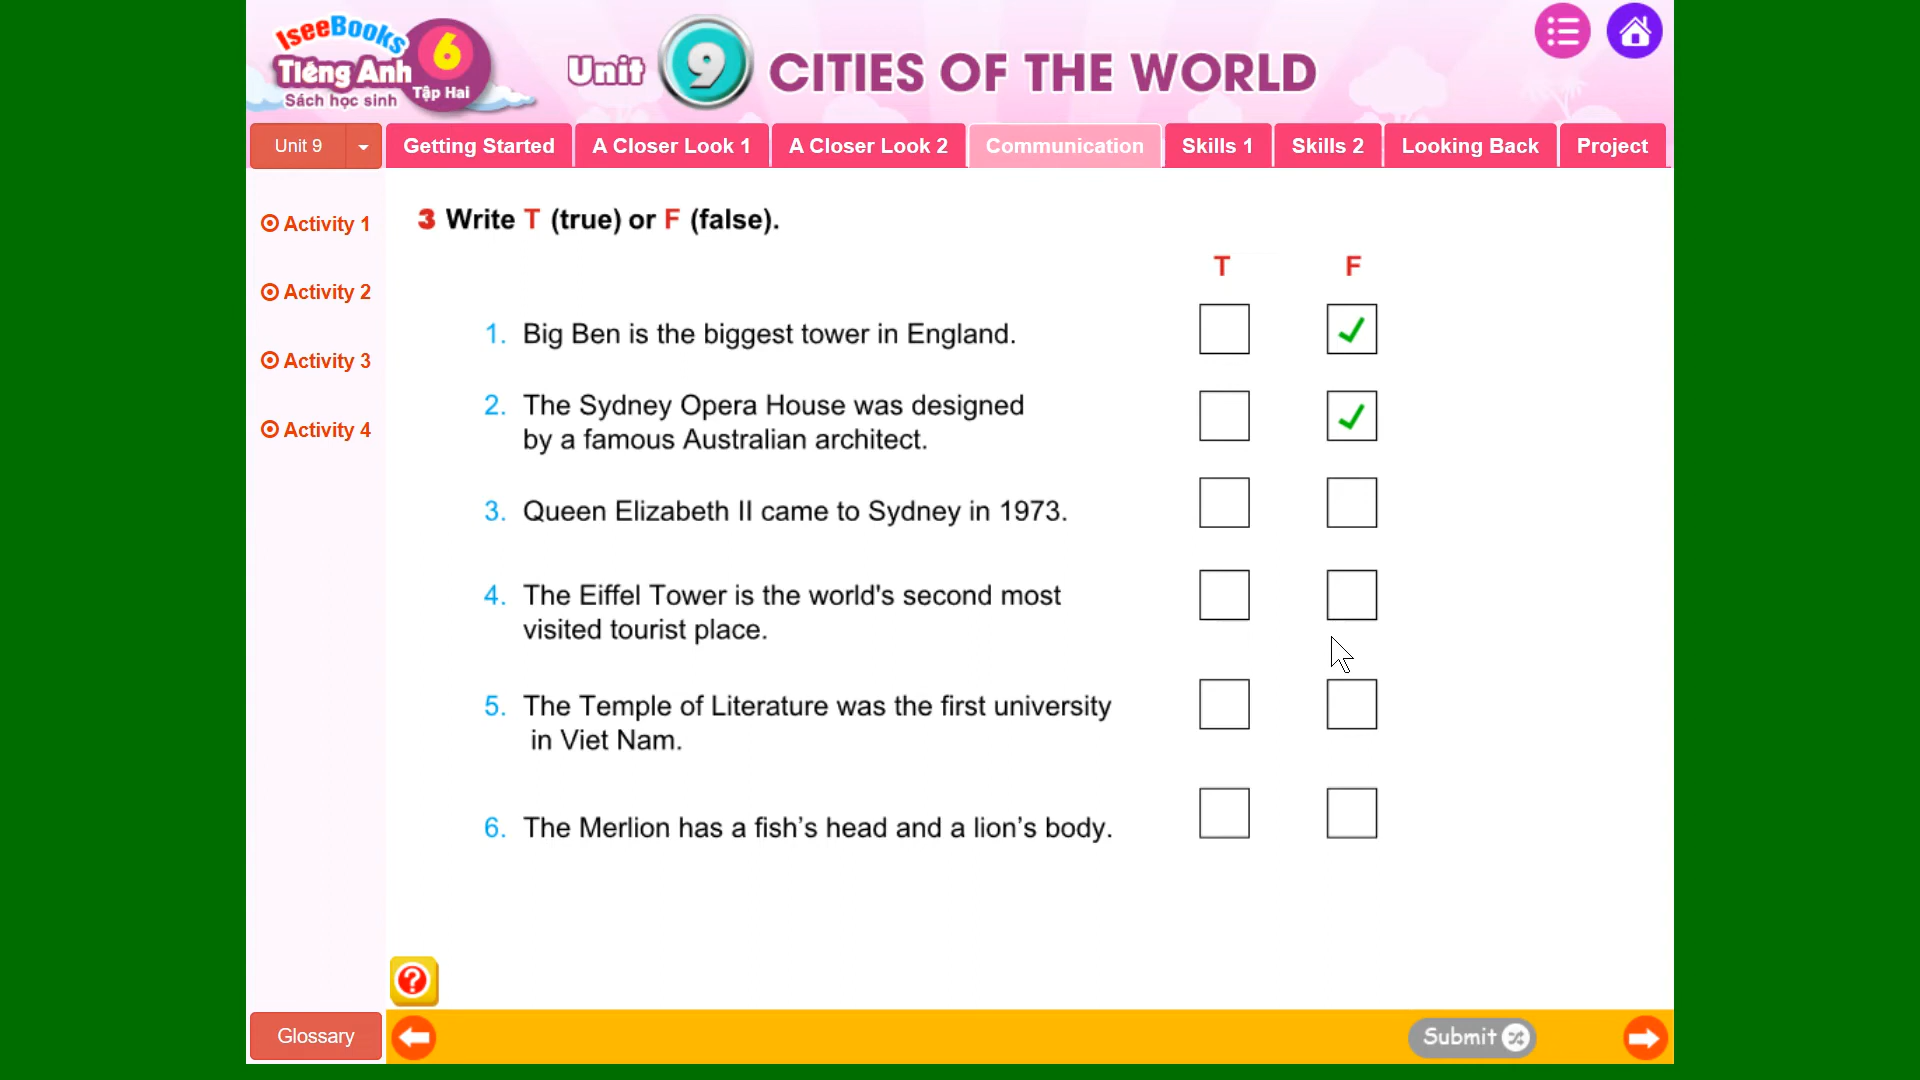 IseeBooks
Tiếng Anh 6
Sách học sinh Tập Hai
Unit 9 CITIES OF THE WORLD
Unit 9
Getting Started
A Closer Look 1
A Closer Look 2
Communication
Skills 1
Skills 2
Looking Back
Project
Activity 1
Activity 2
Activity 3
Activity 4
3 Write T (true) or F (false).
T F
1. Big Ben is the biggest tower in England.
2. The Sydney Opera House was designed
by a famous Australian architect.
3. Queen Elizabeth II came to Sydney in 1973.
4. The Eiffel Tower is the world's second most
visited tourist place.
5. The Temple of Literature was the first university
in Viet Nam.
6. The Merlion has a fish’s head and a lion’s body.
?
Glossary
Submit